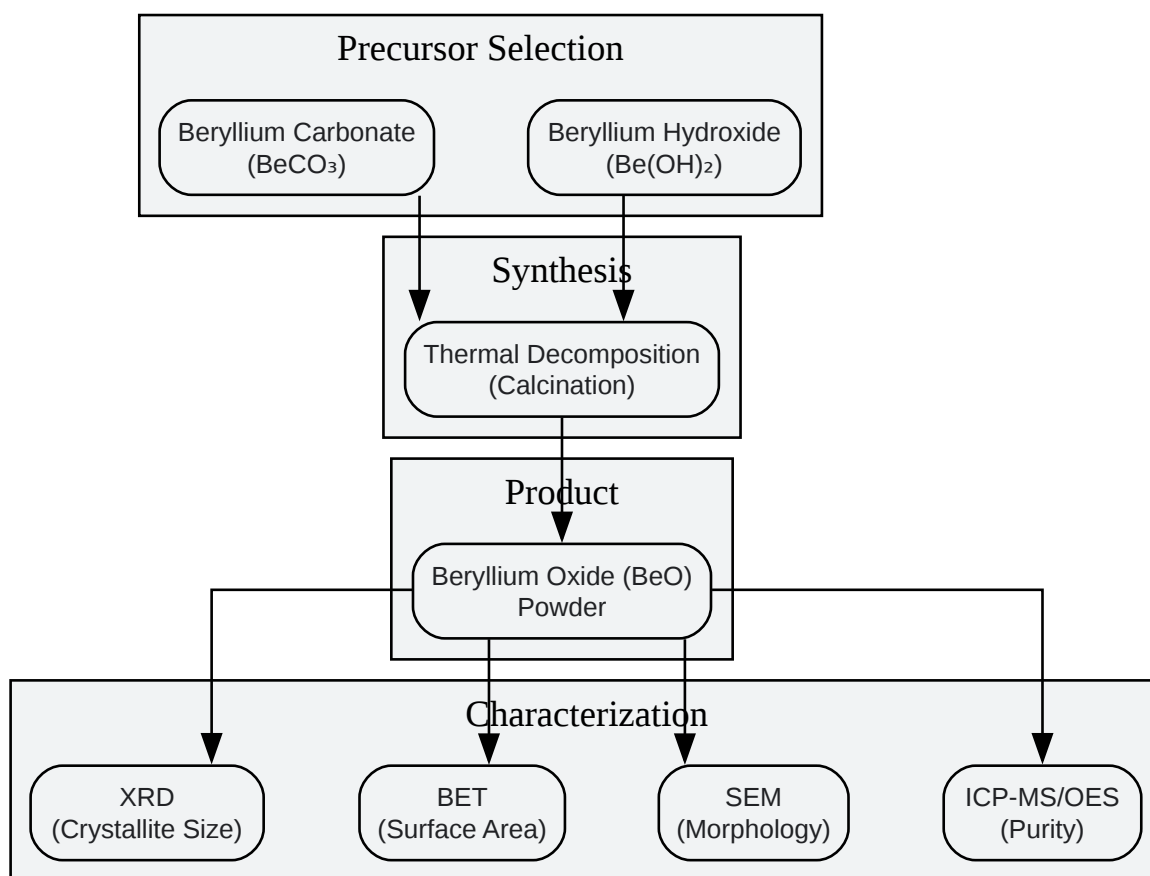 Precursor Selection
Beryllium Carbonate
(BeCO₃)
Beryllium Hydroxide
(Be(OH)₂)
Synthesis
Thermal Decomposition
(Calcination)
Product
Beryllium Oxide (BeO)
Powder
Characterization
XRD
(Crystallite Size)
BET
(Surface Area)
SEM
(Morphology)
ICP-MS/OES
(Purity)